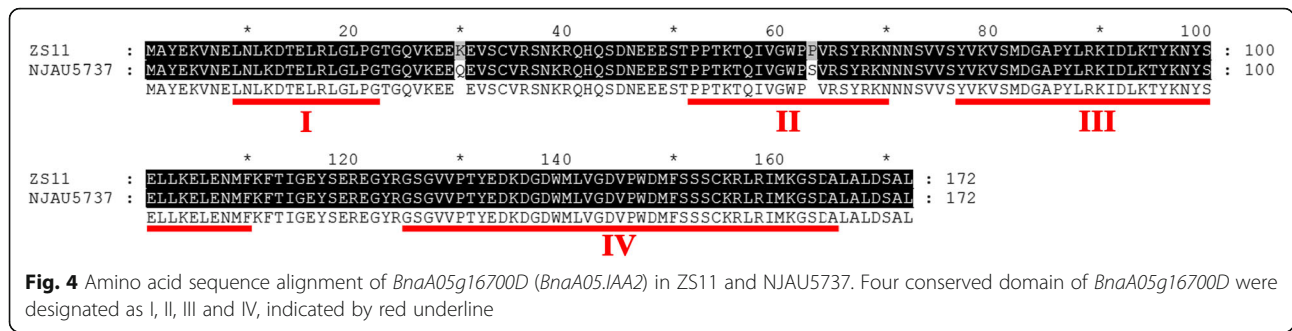 * 20 * 40 * 60 * 80 * 100
ZS11 : MAYEKVNELNLKDTELRLGLPGTGQVKEEKEVSCVRSNKRQHQSDNEEESTPPTKTQIVGWPPVRSYRKNNNSVVSYVKVSMDGAPYLRKIDLKTYKNYS : 100
NJAU5737 : MAYEKVNELNLKDTELRLGLPGTGQVKEEQEVSCVRSNKRQHQSDNEEESTPPTKTQIVGWPSVRSYRKNNNSVVSYVKVSMDGAPYLRKIDLKTYKNYS : 100
MAYEKVNELNLKDTELRLGLPGTGQVKEE EVSCVRSNKRQHQSDNEEESTPPTKTQIVGWP VRSYRKNNNSVVSYVKVSMDGAPYLRKIDLKTYKNYS
I II III
* 120 * 140 * 160 *
ZS11 : ELLKELENMFKFTIGEYSEREGYRGSGVVPTYEDKDGDWMLVGDVPWDMFSSSCKRLRIMKGSDALALDSAL : 172
NJAU5737 : ELLKELENMFKFTIGEYSEREGYRGSGVVPTYEDKDGDWMLVGDVPWDMFSSSCKRLRIMKGSDALALDSAL : 172
ELLKELENMFKFTIGEYSEREGYRGSGVVPTYEDKDGDWMLVGDVPWDMFSSSCKRLRIMKGSDALALDSAL
IV
Fig. 4 Amino acid sequence alignment of BnaA05g16700D (BnaA05.IAA2) in ZS11 and NJAU5737. Four conserved domain of BnaA05g16700D were
designated as I, II, III and IV, indicated by red underline